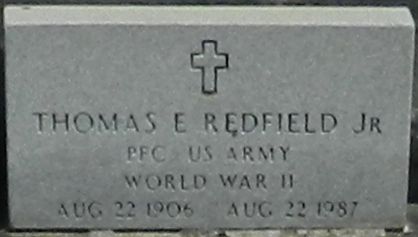 THOMAS E REDFIELD JR
PFC US ARMY
WORLD WAR II
AUG 22 1906 AUG 22 1987